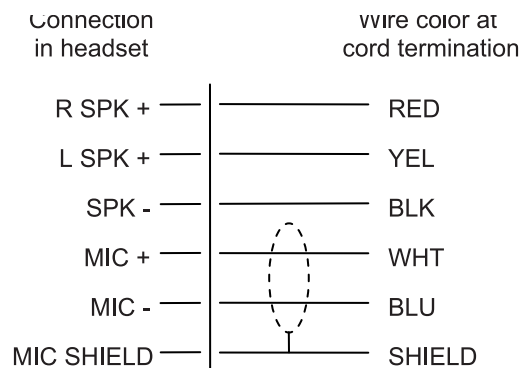 Connection Wire color at
in headset cord termination
R SPK + RED
L SPK + YEL
SPK - BLK
MIC + WHT
MIC - BLU
MIC SHIELD SHIELD